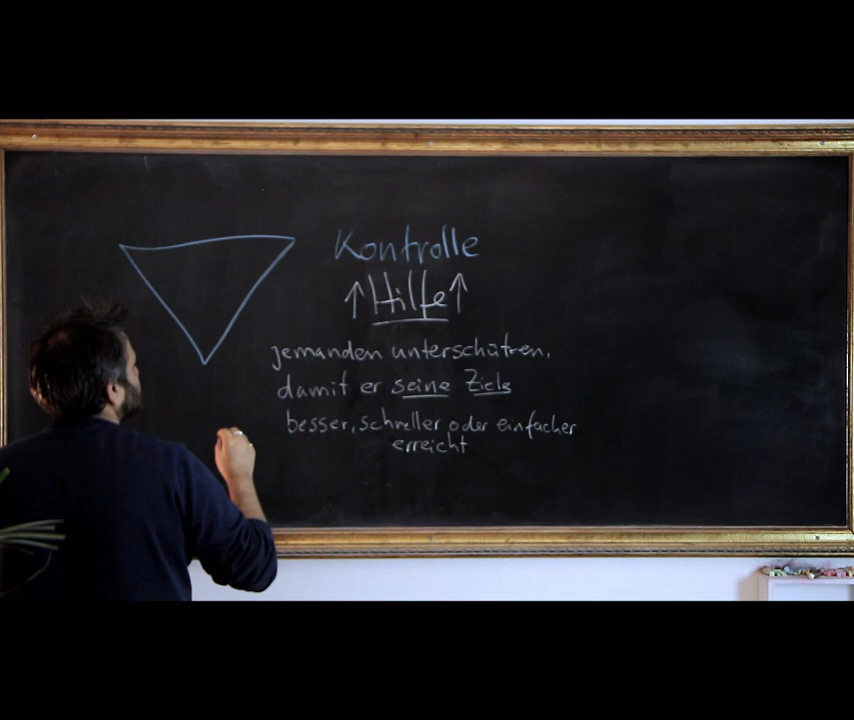 Kontrolle
↑Hilfe↑
jemanden unterschützen,
damit er seine Ziele
besser, schneller oder einfacher
erreicht